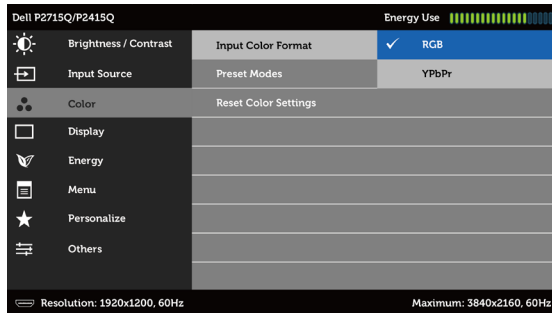 Dell P2715Q/P2415Q Energy Use
Brightness / Contrast Input Color Format RGB
Input Source Preset Modes YPbPr
Color Reset Color Settings
Display
Energy
Menu
Personalize
Others
Resolution: 1920x1200, 60Hz Maximum: 3840x2160, 60Hz